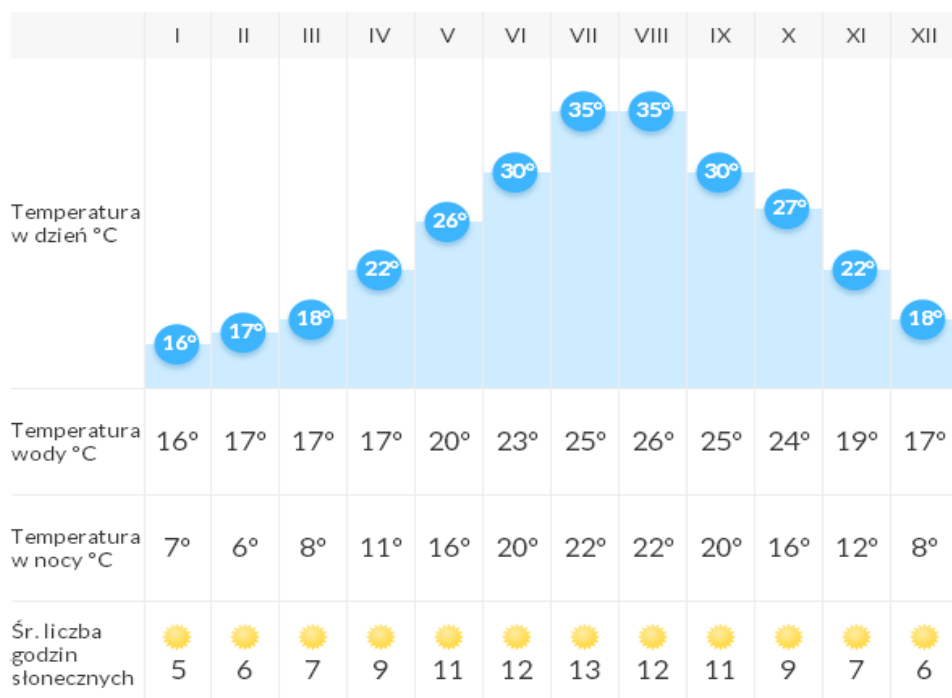 I II III IV V VI VII VIII IX X XI XII
35° 35°
30° 30°
27°
26°
22° 22°
18° 18°
17°
16°
Temperatura
w dzień °C
Temperatura
wody °C
16° 17° 17° 17° 20° 23° 25° 26° 25° 24° 19° 17°
Temperatura
w nocy °C
7° 6° 8° 11° 16° 20° 22° 22° 20° 16° 12° 8°
Śr. liczba
godzin
słonecznych
5 6 7 9 11 12 13 12 11 9 7 6